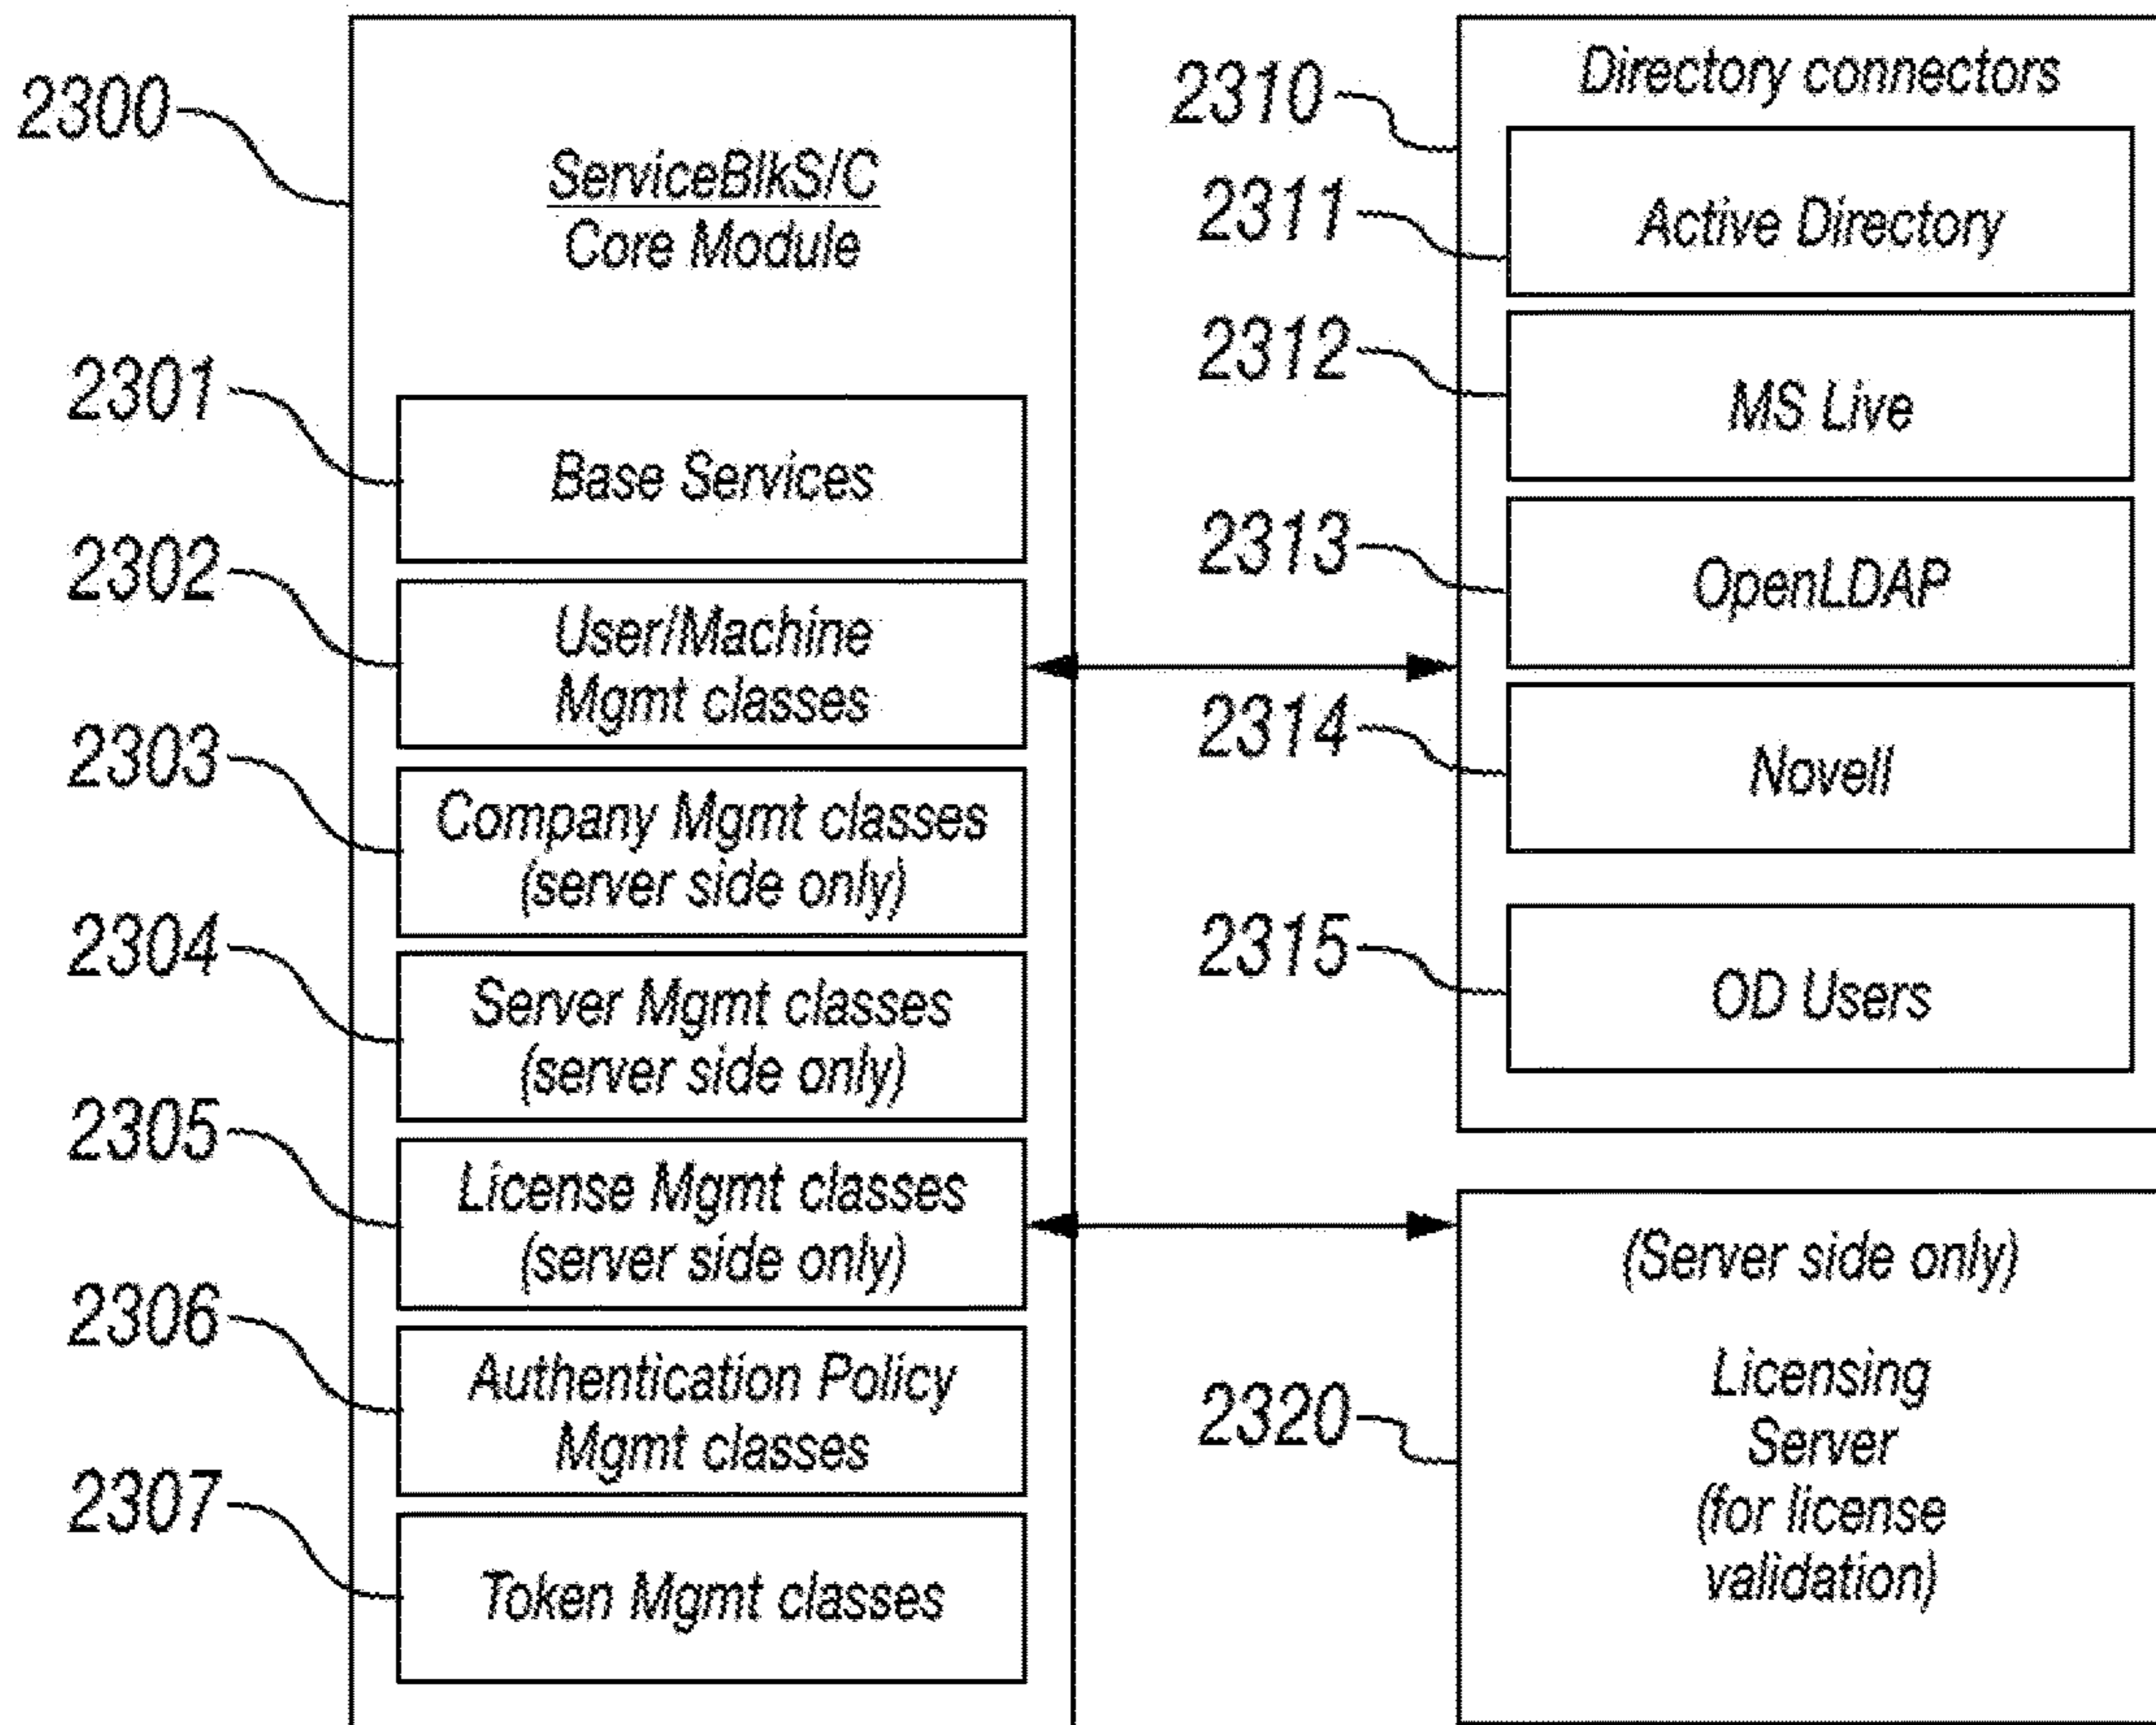 2300
ServiceBlkS/C
Core Module
2301
Base Services
2302
User/Machine
Mgmt classes
2303
Company Mgmt classes
(server side only)
2304
Server Mgmt classes
(server side only)
2305
License Mgmt classes
(server side only)
2306
Authentication Policy
Mgmt classes
2307
Token Mgmt classes
2310
Directory connectors
2311
Active Directory
2312
MS Live
2313
OpenLDAP
2314
Novell
2315
OD Users
2320
(Server side only)
Licensing
Server
(for license
validation)